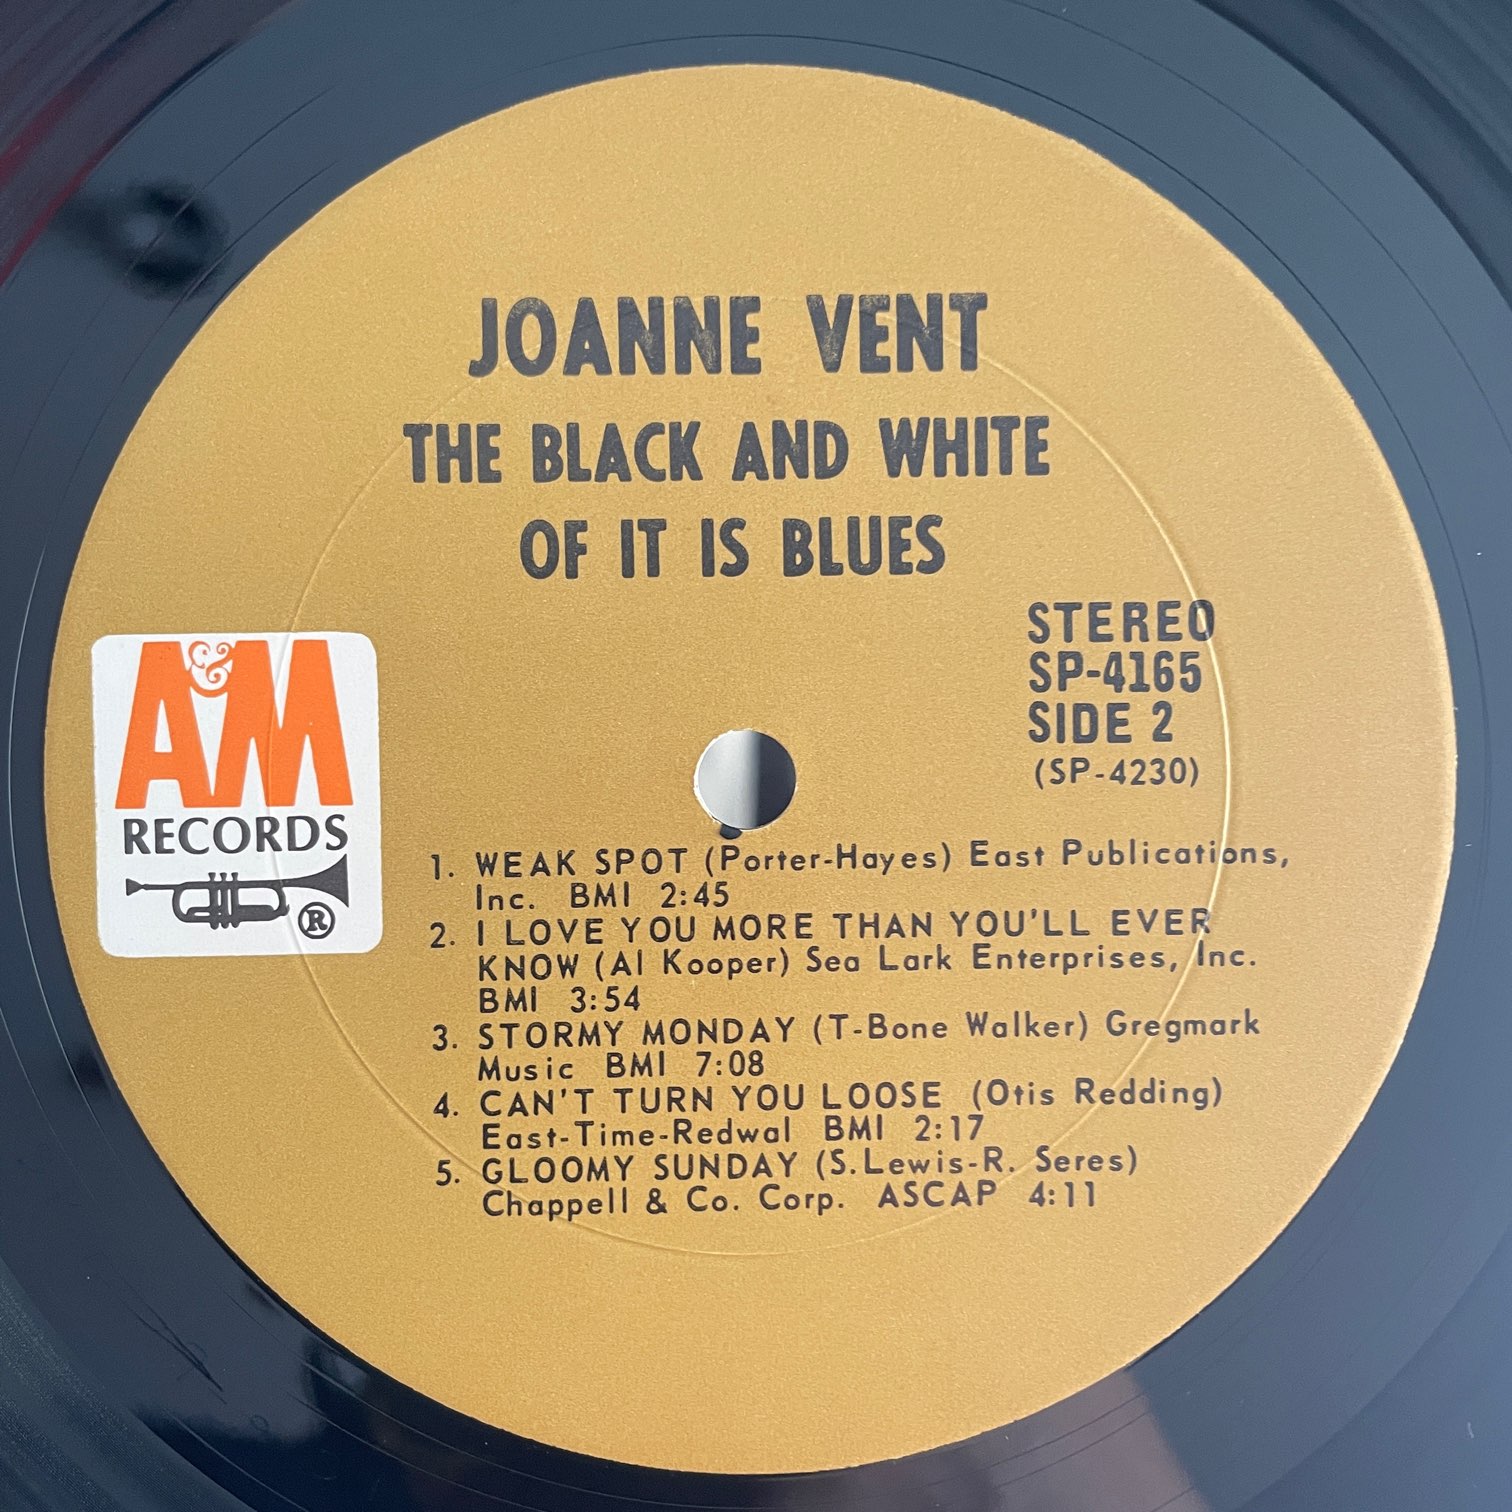 JOANNE VENT
THE BLACK AND WHITE
OF IT IS BLUES
STEREO
SP-4165
SIDE 2
(SP-4230)
A&M
RECORDS
®
1. WEAK SPOT (Porter-Hayes) East Publications,
Inc. BMI 2:45
2. I LOVE YOU MORE THAN YOU'LL EVER
KNOW (Al Kooper) Sea Lark Enterprises, Inc.
BMI 3:54
3. STORMY MONDAY (T-Bone Walker) Gregmark
Music BMI 7:08
4. CAN'T TURN YOU LOOSE (Otis Redding)
East-Time-Redwal BMI 2:17
5. GLOOMY SUNDAY (S.Lewis-R. Seres)
Chappell & Co. Corp. ASCAP 4:11